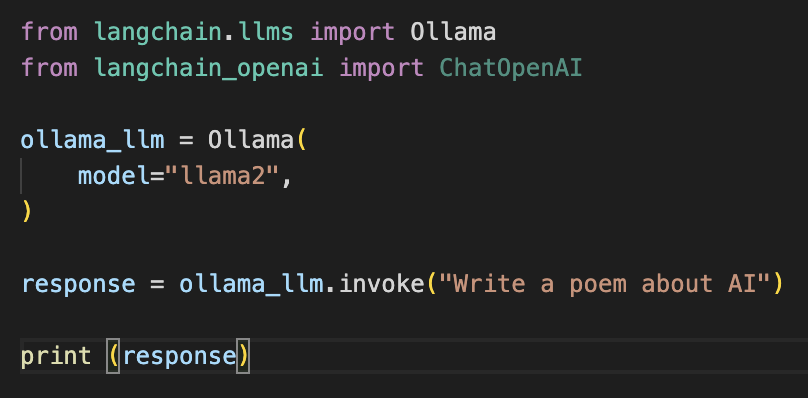 from langchain.llms import Ollama
from langchain_openai import ChatOpenAI
ollama_llm = Ollama(
    model="llama2",
)
response = ollama_llm.invoke("Write a poem about AI")
print (response)